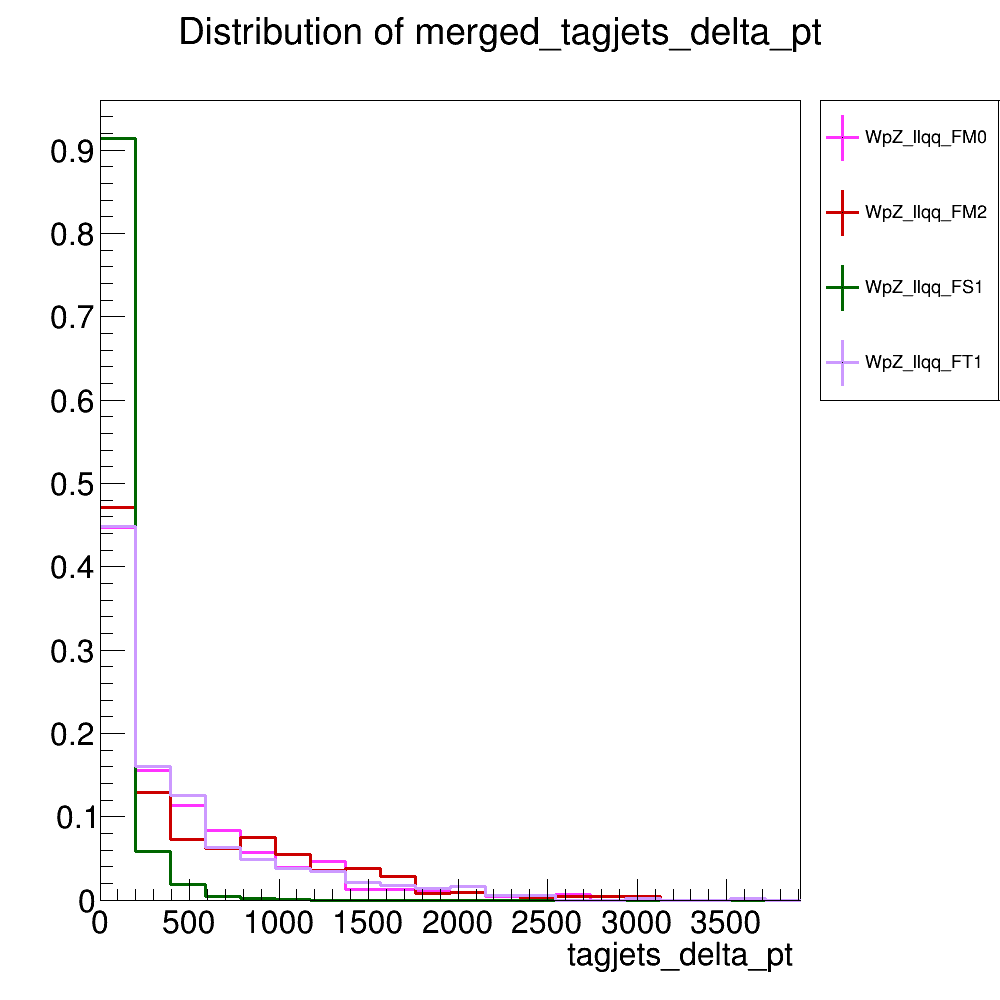 Distribution of merged_tagjets_delta_pt
WpZ_llqq_FM0
WpZ_llqq_FM2
WpZ_llqq_FS1
WpZ_llqq_FT1
0.9
0.8
0.7
0.6
0.5
0.4
0.3
0.2
0.1
0
0 500 1000 1500 2000 2500 3000 3500
tagjets_delta_pt